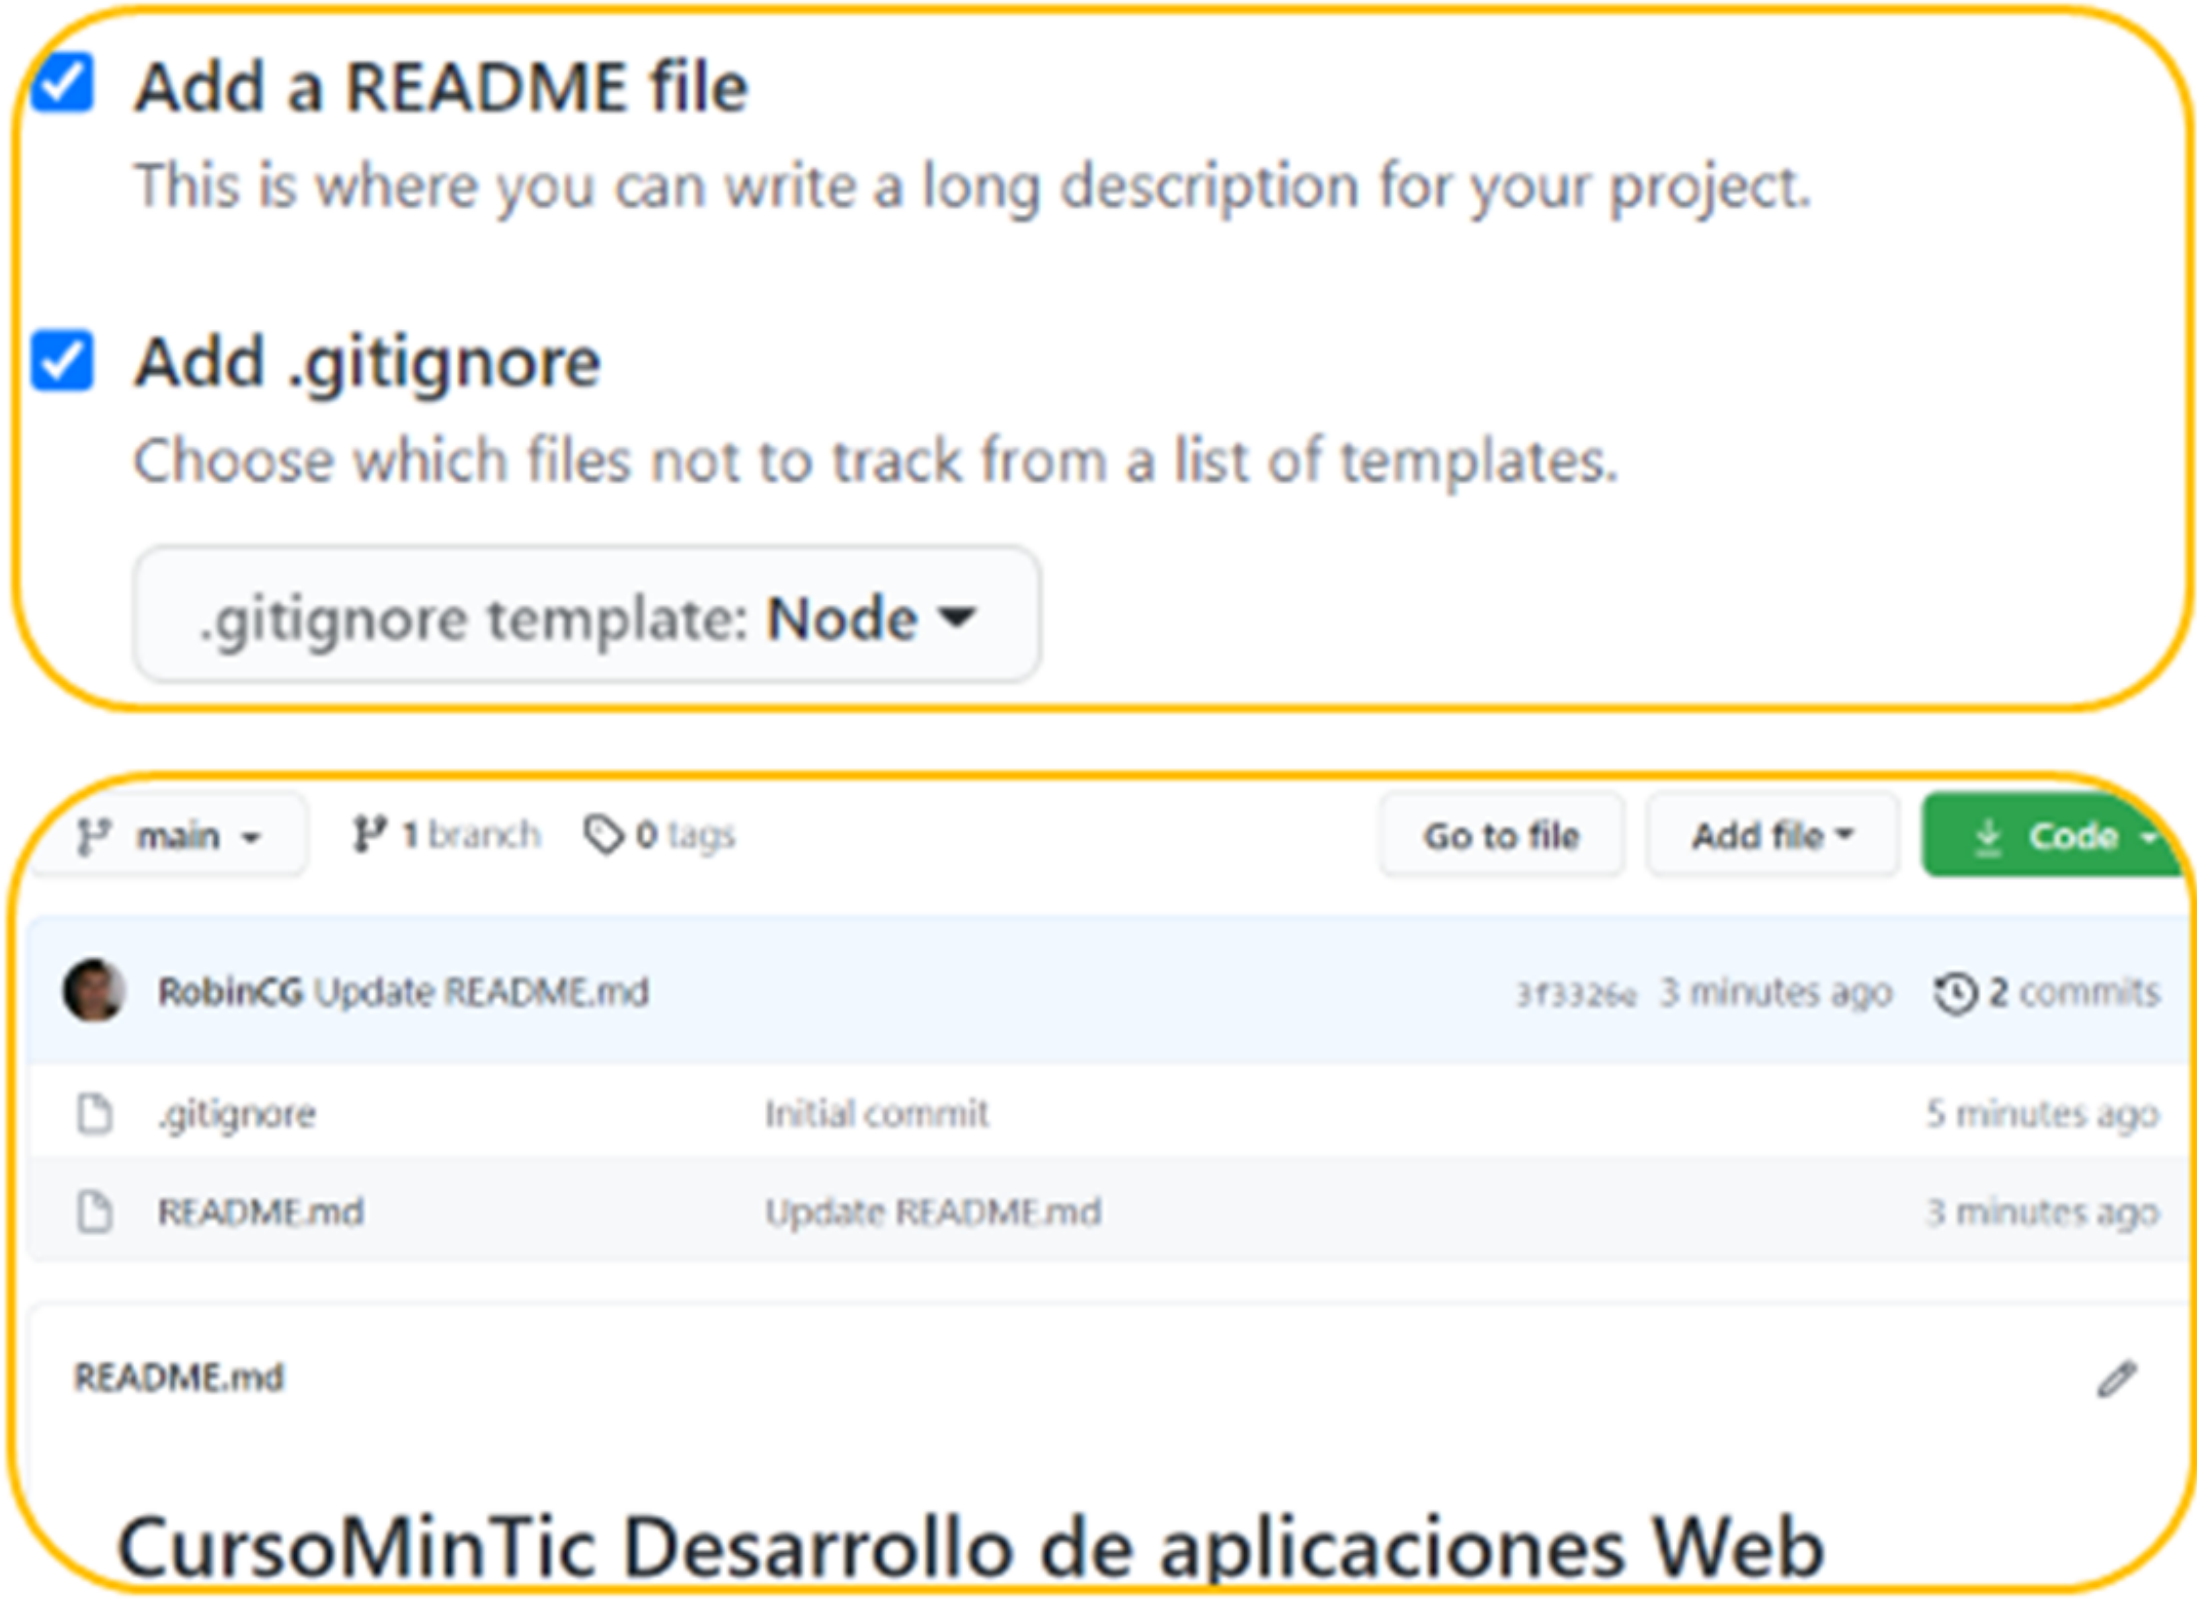 Add a README file
This is where you can write a long description for your project.
Add .gitignore
Choose which files not to track from a list of templates.
.gitignore template: Node
main 1 branch 0 tags Go to file Add file Code
RobinCG Update README.md 3f3326e 3 minutes ago 2 commits
.gitignore Initial commit 5 minutes ago
README.md Update README.md 3 minutes ago
README.md
CursoMinTic Desarrollo de aplicaciones Web